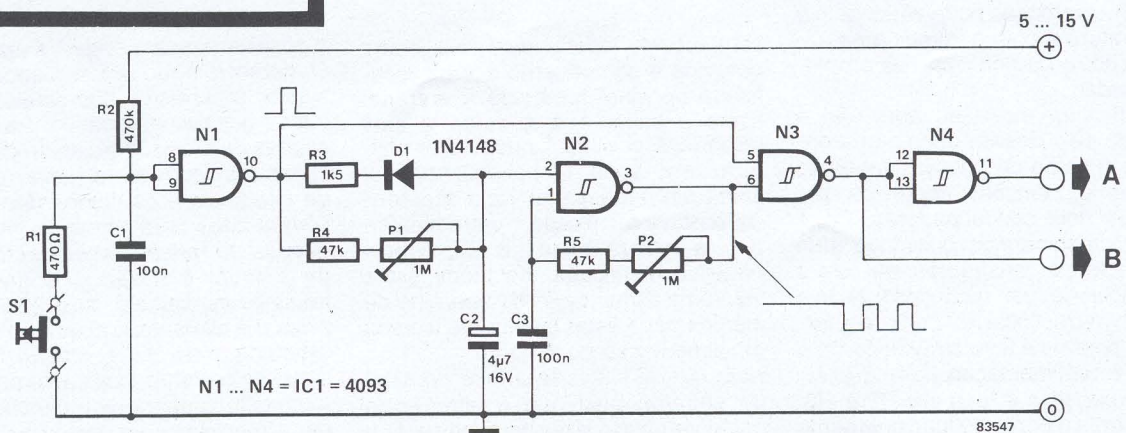 5 ... 15 V
+
R2
470k
N1
8
9
10
R3
1k5
D1
1N4148
N2
2
1
3
N3
5
6
4
N4
12
13
11
A
B
R1
470Ω
C1
100n
R4
47k
P1
1M
R5
47k
P2
1M
S1
C2
4µ7
16V
C3
100n
N1 ... N4 = IC1 = 4093
0
83547